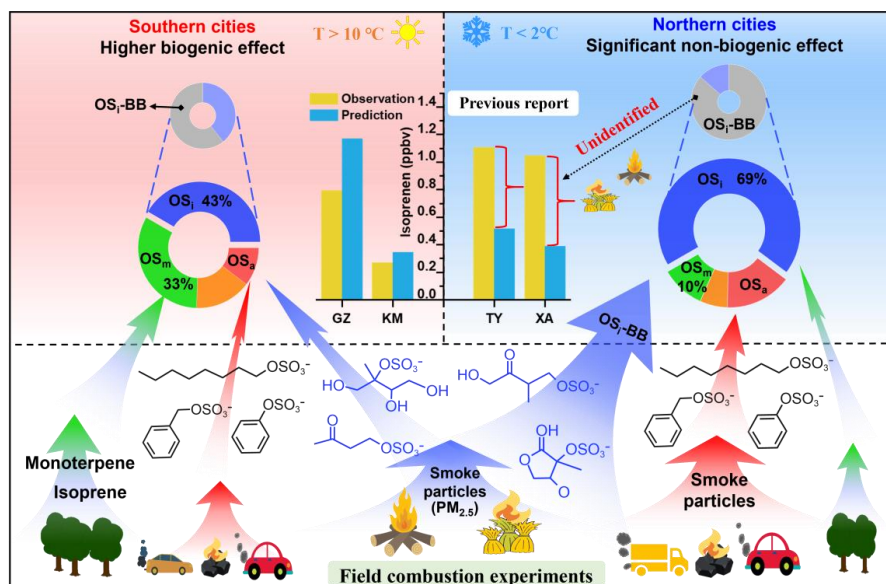 Southern cities
Higher biogenic effect
T > 10 ℃
T < 2℃
Northern cities
Significant non-biogenic effect
OSi-BB
Observation
Prediction
Isoprenen (ppbv)
1.4
1.2
1.0
0.8
0.6
0.4
0.2
0.0
GZ
KM
TY
XA
Previous report
Unidentified
OSi-BB
OSi 43%
OSm
33%
OSa
OSi 69%
OSm
10%
OSa
OSi-BB
OSO3-
OSO3-
OSO3-
OSO3-
HO
OH
OH
O
OSO3-
O
HO
OSO3-
OH
O
OSO3-
O
O
OSO3-
OSO3-
OSO3-
Monoterpene
Isoprene
Smoke
particles
(PM2.5)
Smoke
particles
Field combustion experiments